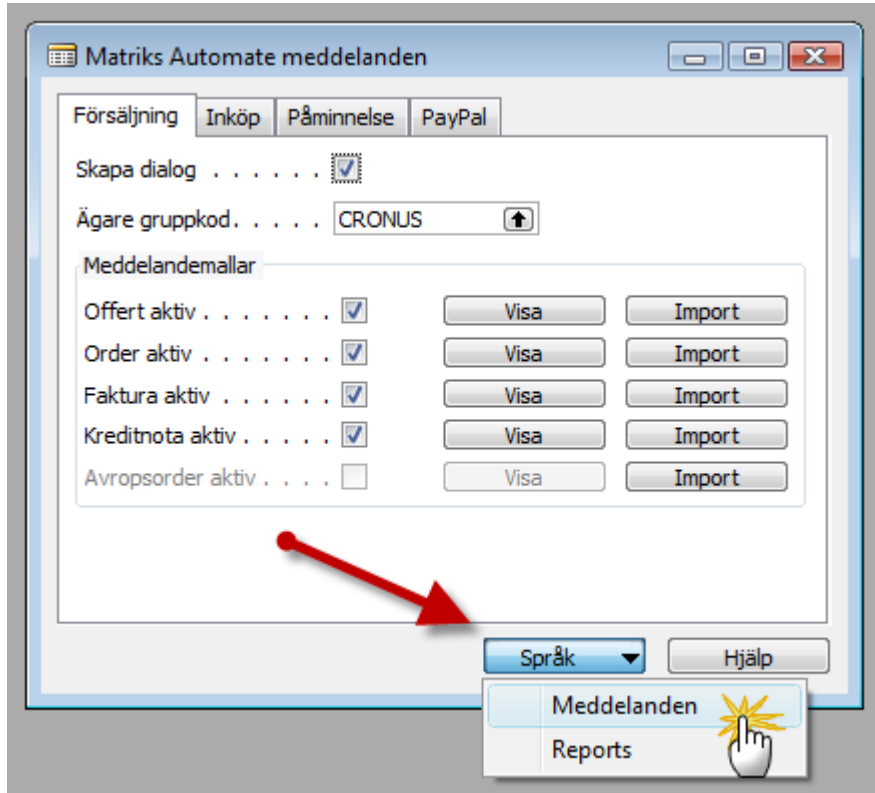 Matriks Automate meddelanden
Försäljning Inköp Påminnelse PayPal
Skapa dialog . . . . . .
Ägare gruppkod. . . . . CRONUS
Meddelandemallar
Offert aktiv . . . . . . . Visa Import
Order aktiv . . . . . . . Visa Import
Faktura aktiv . . . . . . Visa Import
Kreditnota aktiv . . . . . Visa Import
Avropsorder aktiv . . . . Visa Import
Språk Hjälp
Meddelanden
Reports